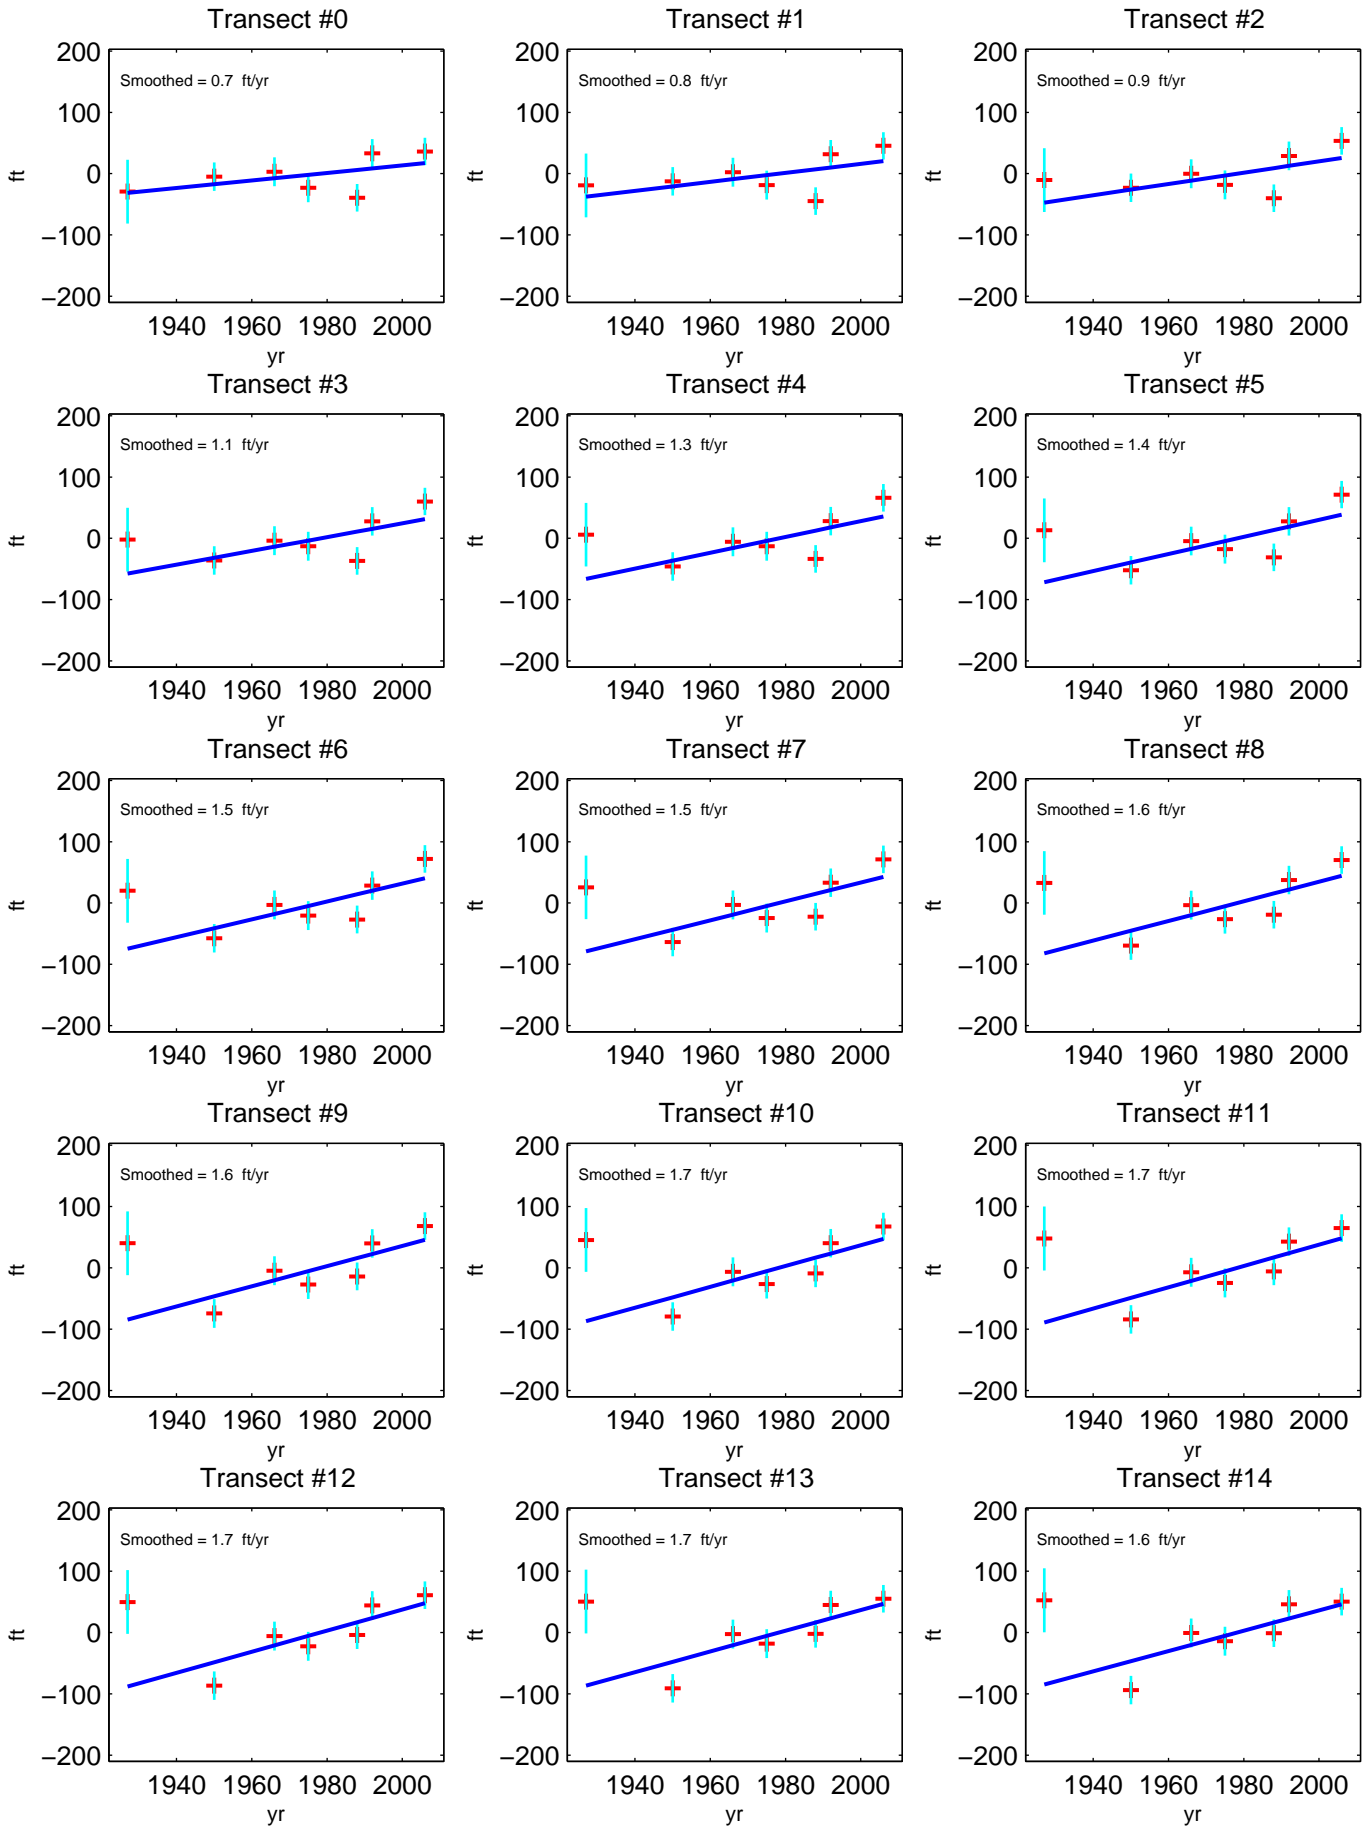 Transect #0
200
100
0
−100
−200
ft
Smoothed = 0.7 ft/yr
1940 1960 1980 2000
yr
Transect #1
200
100
0
−100
−200
ft
Smoothed = 0.8 ft/yr
1940 1960 1980 2000
yr
Transect #2
200
100
0
−100
−200
ft
Smoothed = 0.9 ft/yr
1940 1960 1980 2000
yr
Transect #3
200
100
0
−100
−200
ft
Smoothed = 1.1 ft/yr
1940 1960 1980 2000
yr
Transect #4
200
100
0
−100
−200
ft
Smoothed = 1.3 ft/yr
1940 1960 1980 2000
yr
Transect #5
200
100
0
−100
−200
ft
Smoothed = 1.4 ft/yr
1940 1960 1980 2000
yr
Transect #6
200
100
0
−100
−200
ft
Smoothed = 1.5 ft/yr
1940 1960 1980 2000
yr
Transect #7
200
100
0
−100
−200
ft
Smoothed = 1.5 ft/yr
1940 1960 1980 2000
yr
Transect #8
200
100
0
−100
−200
ft
Smoothed = 1.6 ft/yr
1940 1960 1980 2000
yr
Transect #9
200
100
0
−100
−200
ft
Smoothed = 1.6 ft/yr
1940 1960 1980 2000
yr
Transect #10
200
100
0
−100
−200
ft
Smoothed = 1.7 ft/yr
1940 1960 1980 2000
yr
Transect #11
200
100
0
−100
−200
ft
Smoothed = 1.7 ft/yr
1940 1960 1980 2000
yr
Transect #12
200
100
0
−100
−200
ft
Smoothed = 1.7 ft/yr
1940 1960 1980 2000
yr
Transect #13
200
100
0
−100
−200
ft
Smoothed = 1.7 ft/yr
1940 1960 1980 2000
yr
Transect #14
200
100
0
−100
−200
ft
Smoothed = 1.6 ft/yr
1940 1960 1980 2000
yr